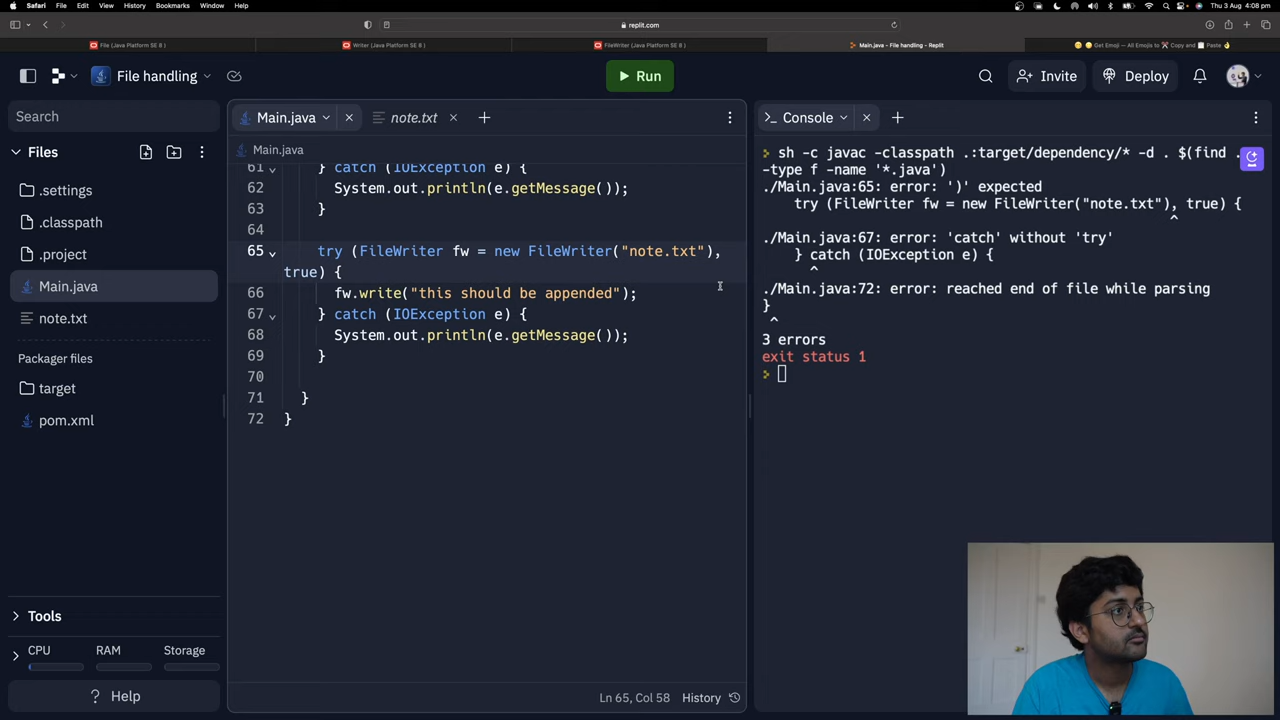 Safari File Edit View History Bookmarks Window Help Thu 3 Aug 4:08 pm
replit.com
File (Java Platform SE 8 ) Writer (Java Platform SE 8 ) FileWriter (Java Platform SE 8 ) Main.java - File handling - Replit Get Emoji — All Emojis to ✂️ Copy and 📋 Paste 👌
File handling
Run
Invite
Deploy
Search
Files
.settings
.classpath
.project
Main.java
note.txt
Packager files
target
pom.xml
Tools
CPU RAM Storage
? Help
Main.java note.txt
Main.java
61 } catch (IOException e) {
62 System.out.println(e.getMessage());
63 }
64
65 try (FileWriter fw = new FileWriter("note.txt"),
true) {
66 fw.write("this should be appended");
67 } catch (IOException e) {
68 System.out.println(e.getMessage());
69 }
70
71 }
72 }
Ln 65, Col 58 History
Console
sh -c javac -classpath .:target/dependency/* -d . $(find .
-type f -name '*.java')
./Main.java:65: error: ')' expected
try (FileWriter fw = new FileWriter("note.txt"), true) {
^
./Main.java:67: error: 'catch' without 'try'
} catch (IOException e) {
^
./Main.java:72: error: reached end of file while parsing
}
^
3 errors
exit status 1